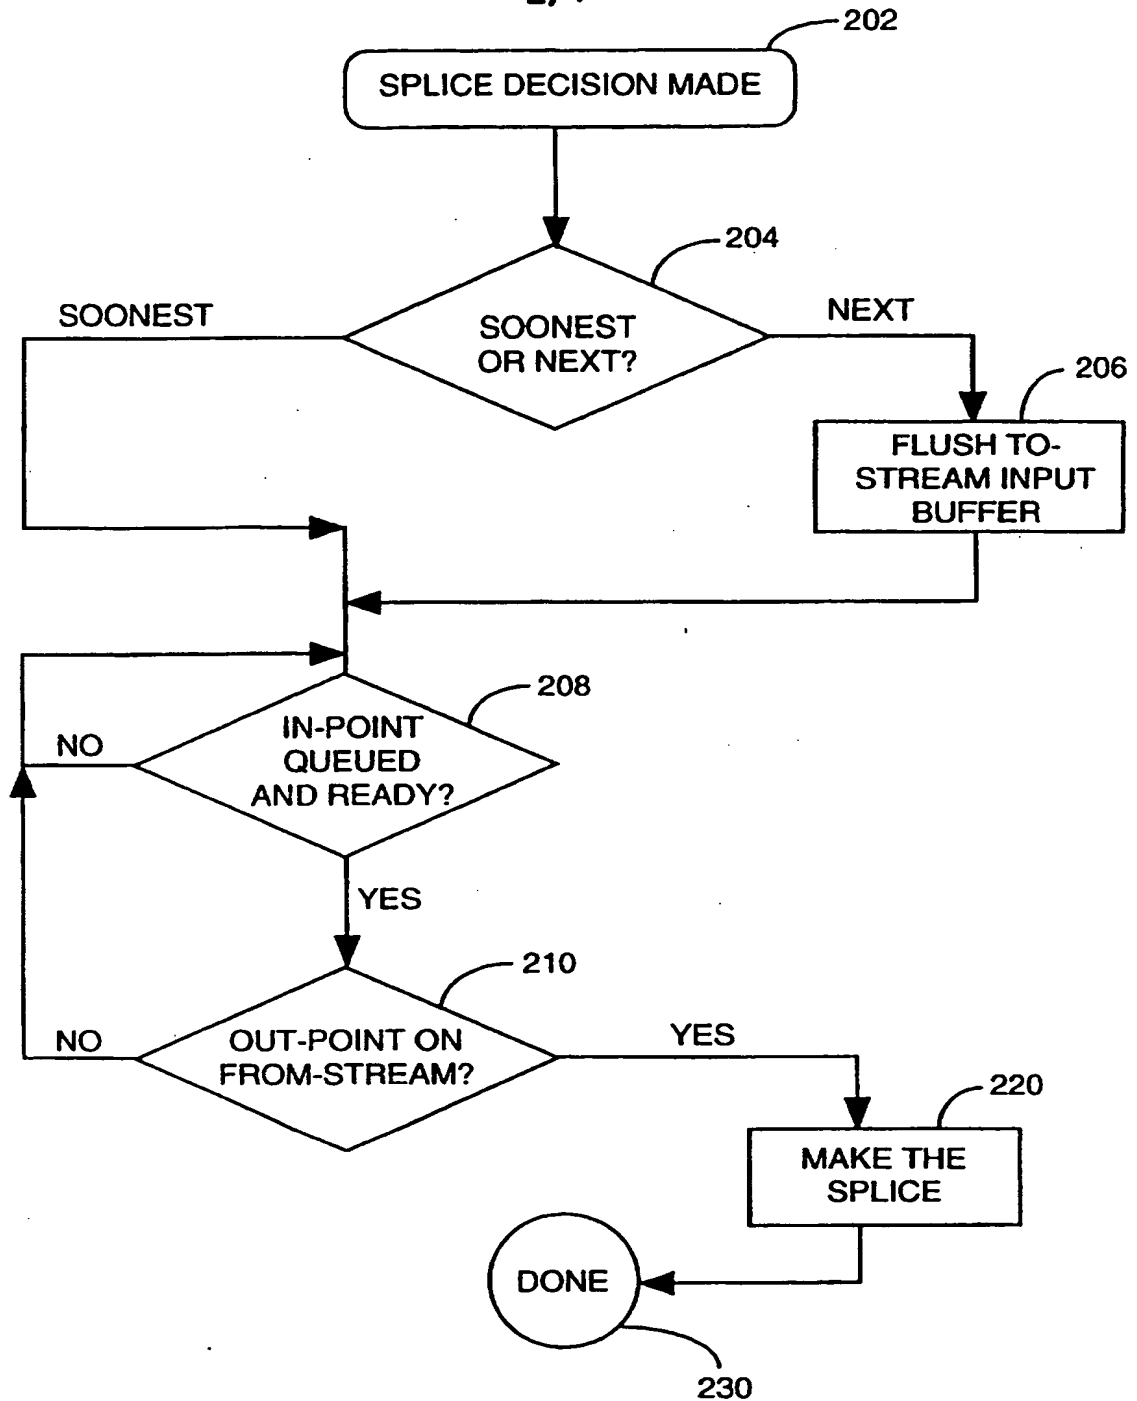 202
SPLICE DECISION MADE
204
SOONEST
NEXT
SOONEST
OR NEXT?
206
FLUSH TO-
STREAM INPUT
BUFFER
208
IN-POINT
QUEUED
AND READY?
NO
YES
210
OUT-POINT ON
FROM-STREAM?
NO
YES
220
MAKE THE
SPLICE
DONE
230